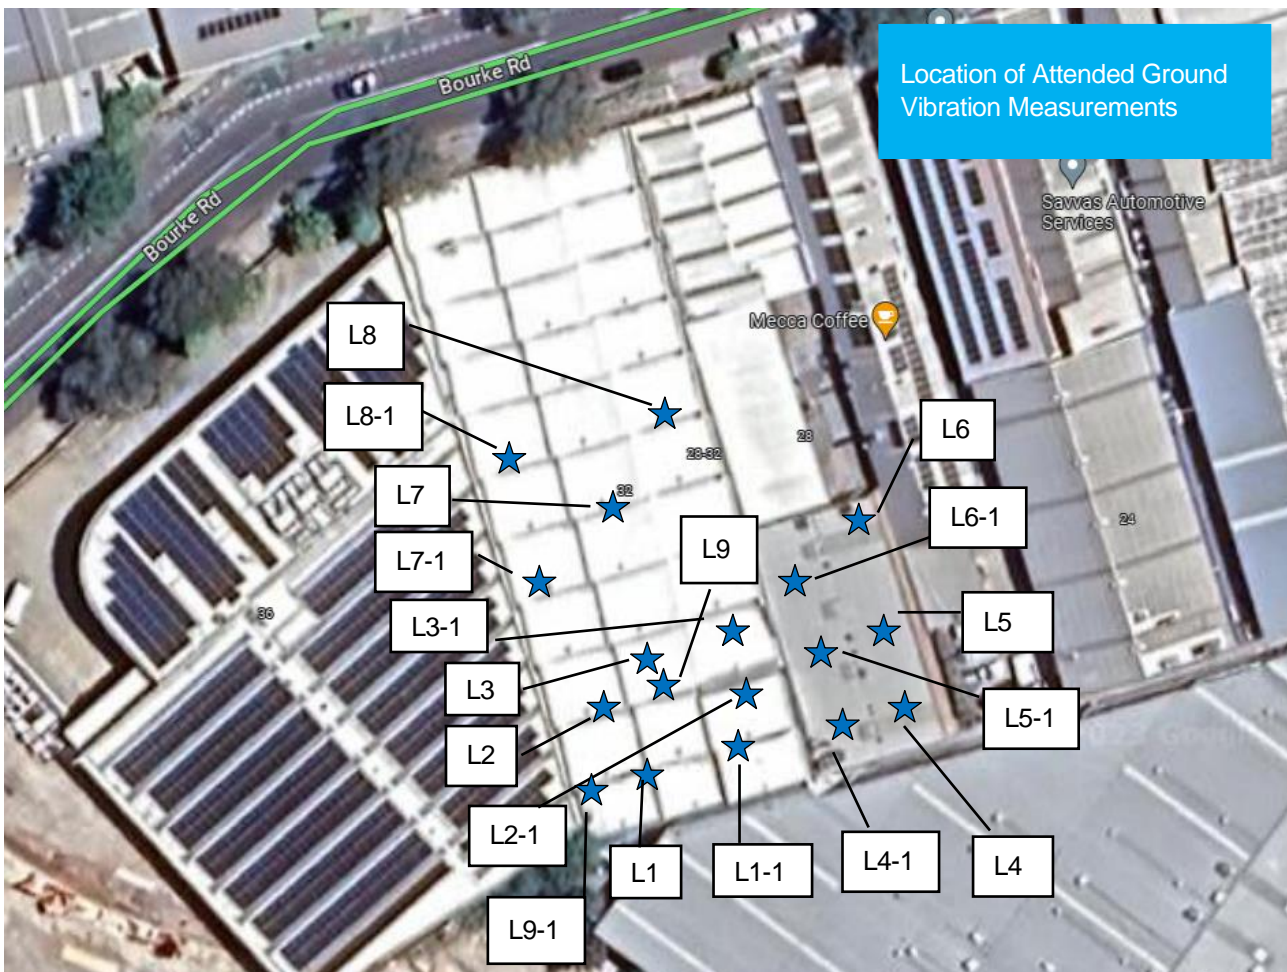 Location of Attended Ground
Vibration Measurements
Bourke Rd
Bourke Rd
Savvas Automotive
Services
Mecca Coffee
L8
L8-1
28
28-32
L6
L7
32
L6-1
24
L9
L7-1
36
L3-1
L5
L3
L5-1
L2
L2-1
L1
L1-1
L4-1
L4
L9-1